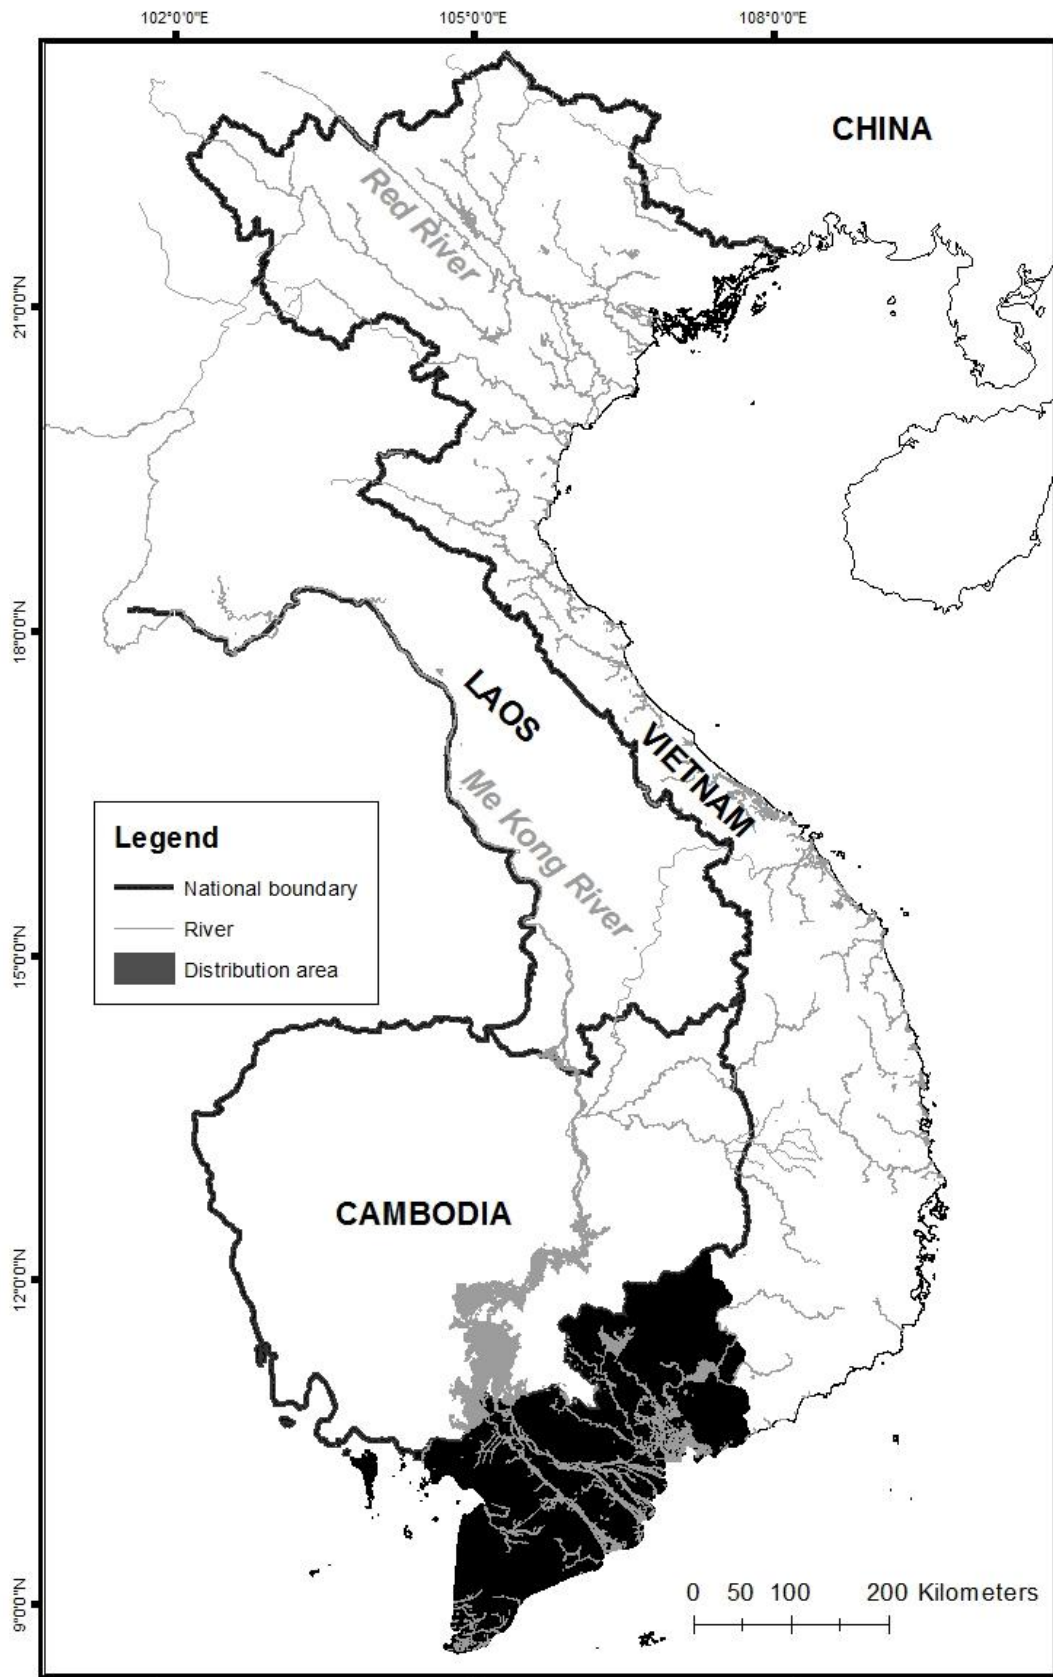 102°0'0"E
105°0'0"E
108°0'0"E
CHINA
Red River
21°0'0"N
18°0'0"N
LAOS
VIETNAM
Me Kong River
Legend
National boundary
River
Distribution area
15°0'0"N
CAMBODIA
12°0'0"N
9°0'0"N
0 50 100 200 Kilometers